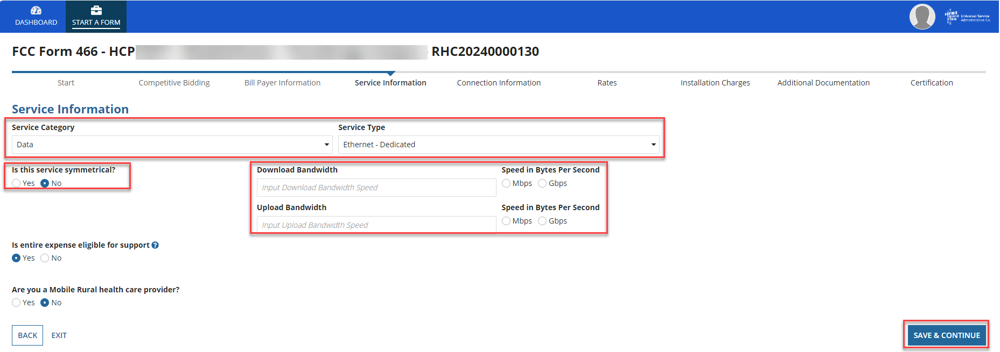 DASHBOARD
START A FORM
Universal Service
Administrative Co.
FCC Form 466 - HCP RHC20240000130
Start
Competitive Bidding
Bill Payer Information
Service Information
Connection Information
Rates
Installation Charges
Additional Documentation
Certification
Service Information
Service Category
Service Type
Data
Ethernet - Dedicated
Is this service symmetrical?
Yes No
Download Bandwidth
Speed in Bytes Per Second
Input Download Bandwidth Speed
Mbps Gbps
Upload Bandwidth
Speed in Bytes Per Second
Input Upload Bandwidth Speed
Mbps Gbps
Is entire expense eligible for support ?
Yes No
Are you a Mobile Rural health care provider?
Yes No
BACK
EXIT
SAVE & CONTINUE